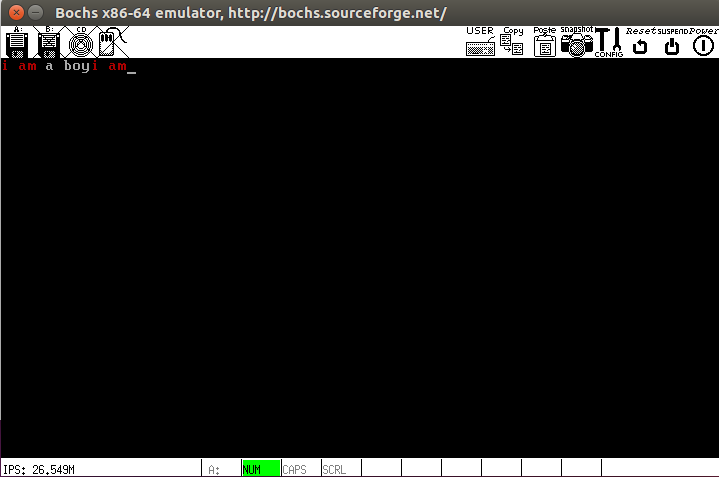 Bochs x86-64 emulator, http://bochs.sourceforge.net/
A: B: CD USER Copy Paste snapshot CONFIG Reset SUSPEND Power
i am a boyi am_
IPS: 26.549M A: NUM CAPS SCRL